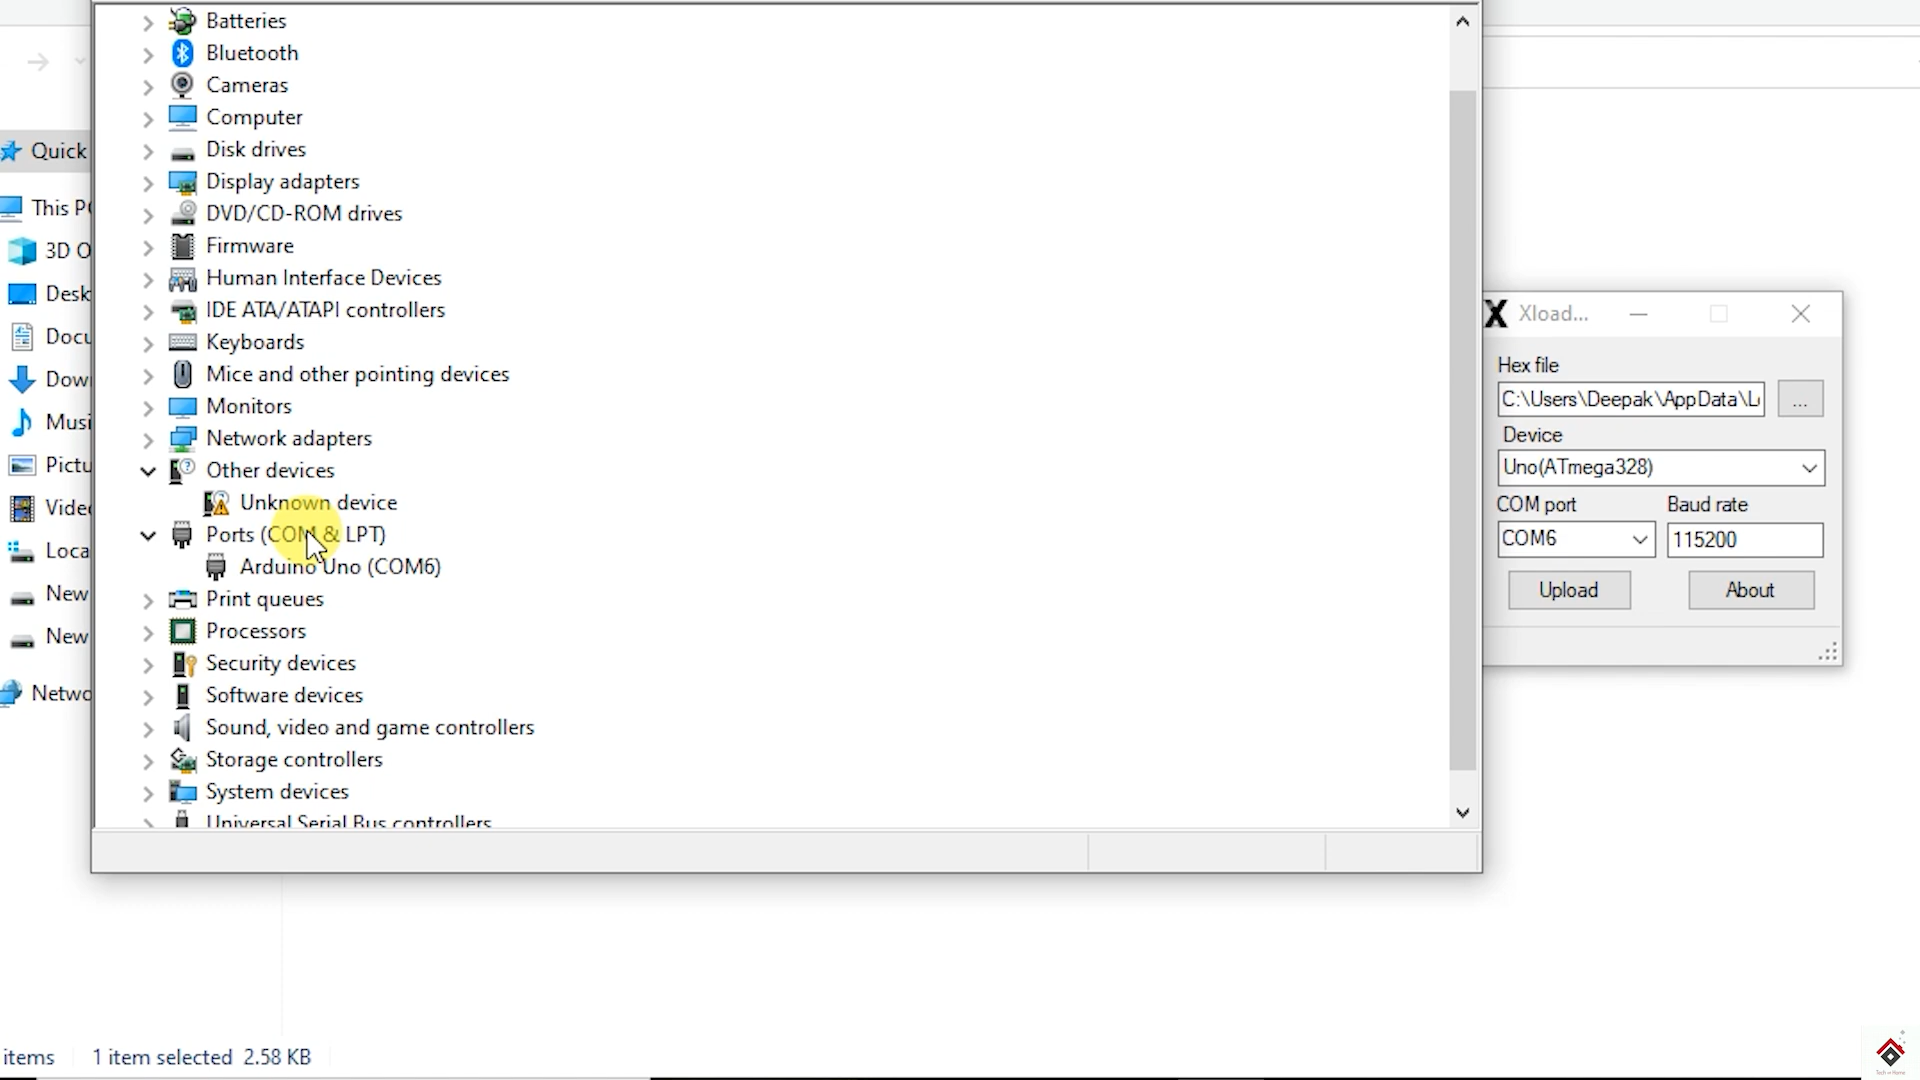 Batteries
Bluetooth
Cameras
Computer
Disk drives
Display adapters
DVD/CD-ROM drives
Firmware
Human Interface Devices
IDE ATA/ATAPI controllers
Keyboards
Mice and other pointing devices
Monitors
Network adapters
Other devices
Unknown device
Ports (COM & LPT)
Arduino Uno (COM6)
Print queues
Processors
Security devices
Software devices
Sound, video and game controllers
Storage controllers
System devices
Universal Serial Bus controllers
Quick
This P
3D O
Desk
Docu
Dow
Musi
Pictu
Vide
Loca
New
New
Netwo
items
1 item selected 2.58 KB
Xload...
Hex file
C:\Users\Deepak\AppData\L
...
Device
Uno(ATmega328)
COM port
Baud rate
COM6
115200
Upload
About